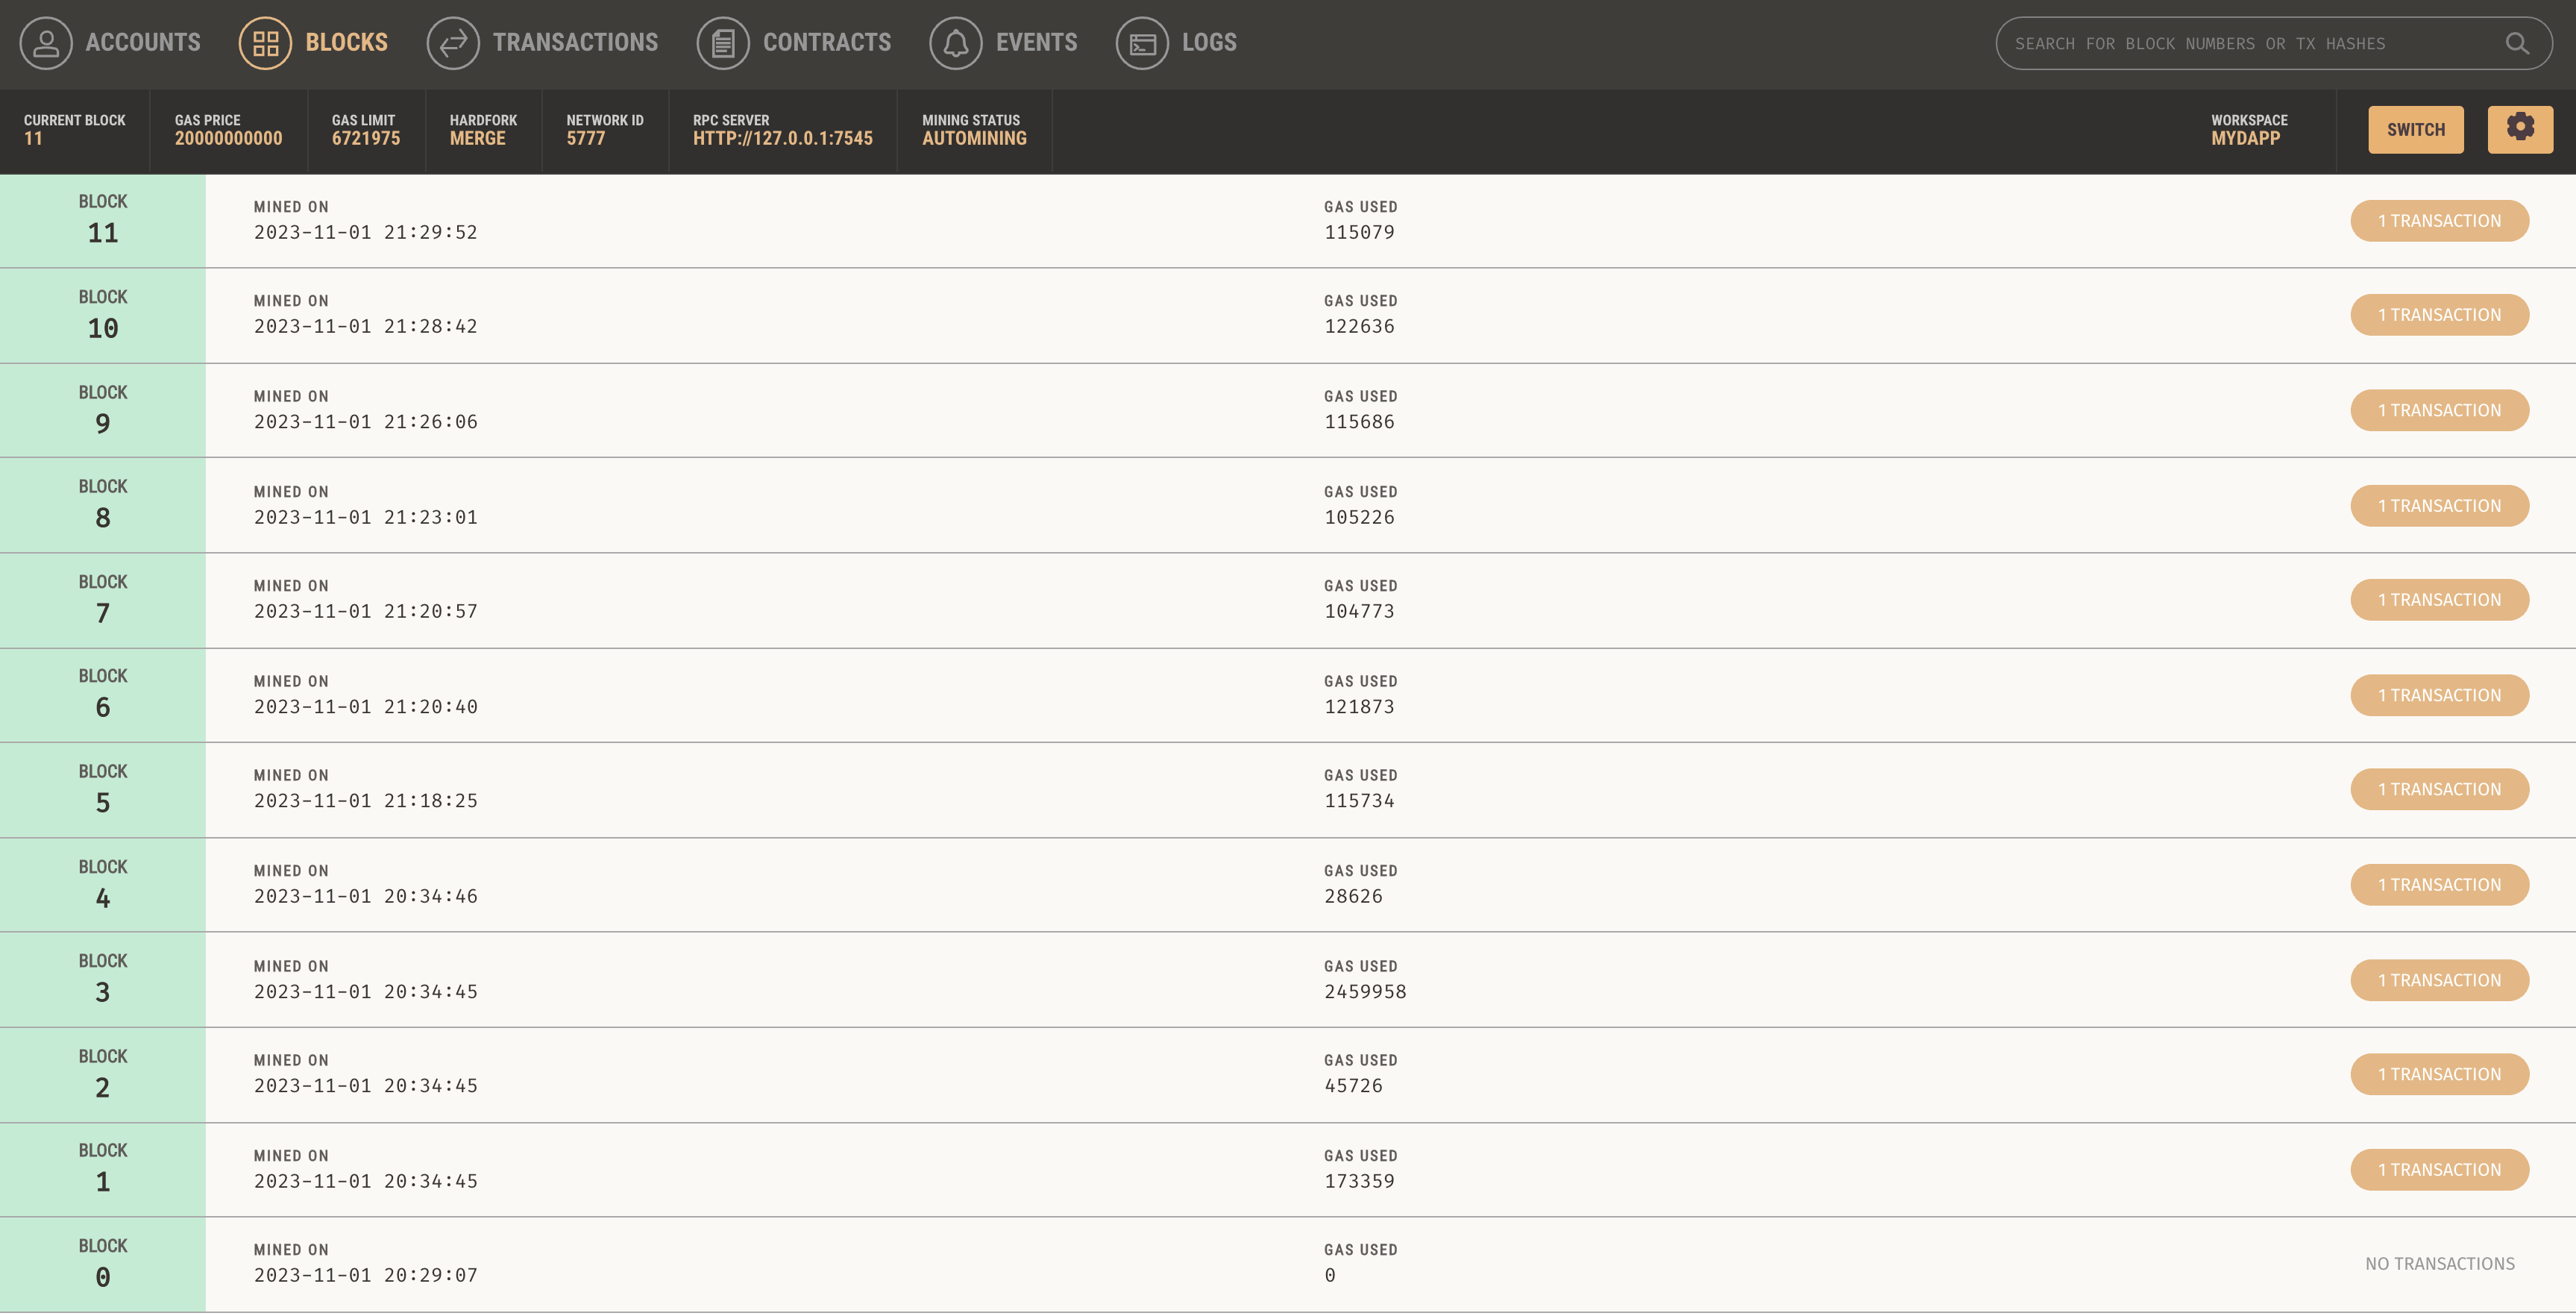 ACCOUNTS BLOCKS TRANSACTIONS CONTRACTS EVENTS LOGS SEARCH FOR BLOCK NUMBERS OR TX HASHES
CURRENT BLOCK GAS PRICE GAS LIMIT HARDFORK NETWORK ID RPC SERVER MINING STATUS WORKSPACE
11 20000000000 6721975 MERGE 5777 HTTP://127.0.0.1:7545 AUTOMINING MYDAPP SWITCH
BLOCK MINED ON GAS USED
11 2023-11-01 21:29:52 115079 1 TRANSACTION
BLOCK MINED ON GAS USED
10 2023-11-01 21:28:42 122636 1 TRANSACTION
BLOCK MINED ON GAS USED
9 2023-11-01 21:26:06 115686 1 TRANSACTION
BLOCK MINED ON GAS USED
8 2023-11-01 21:23:01 105226 1 TRANSACTION
BLOCK MINED ON GAS USED
7 2023-11-01 21:20:57 104773 1 TRANSACTION
BLOCK MINED ON GAS USED
6 2023-11-01 21:20:40 121873 1 TRANSACTION
BLOCK MINED ON GAS USED
5 2023-11-01 21:18:25 115734 1 TRANSACTION
BLOCK MINED ON GAS USED
4 2023-11-01 20:34:46 28626 1 TRANSACTION
BLOCK MINED ON GAS USED
3 2023-11-01 20:34:45 2459958 1 TRANSACTION
BLOCK MINED ON GAS USED
2 2023-11-01 20:34:45 45726 1 TRANSACTION
BLOCK MINED ON GAS USED
1 2023-11-01 20:34:45 173359 1 TRANSACTION
BLOCK MINED ON GAS USED
0 2023-11-01 20:29:07 0 NO TRANSACTIONS